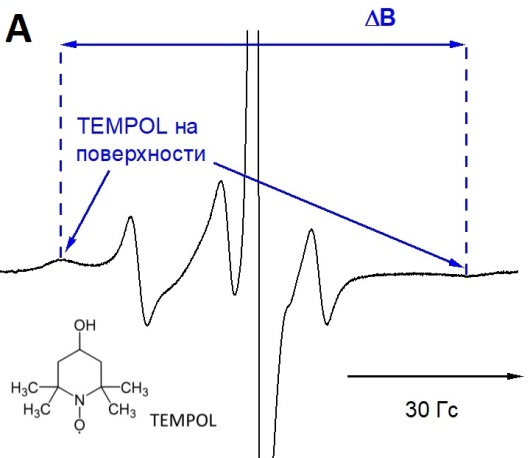 A
ΔB
TEMPOL на
поверхности
OH
H₃C
CH₃
H₃C
N
CH₃
O·
TEMPOL
30 Гс